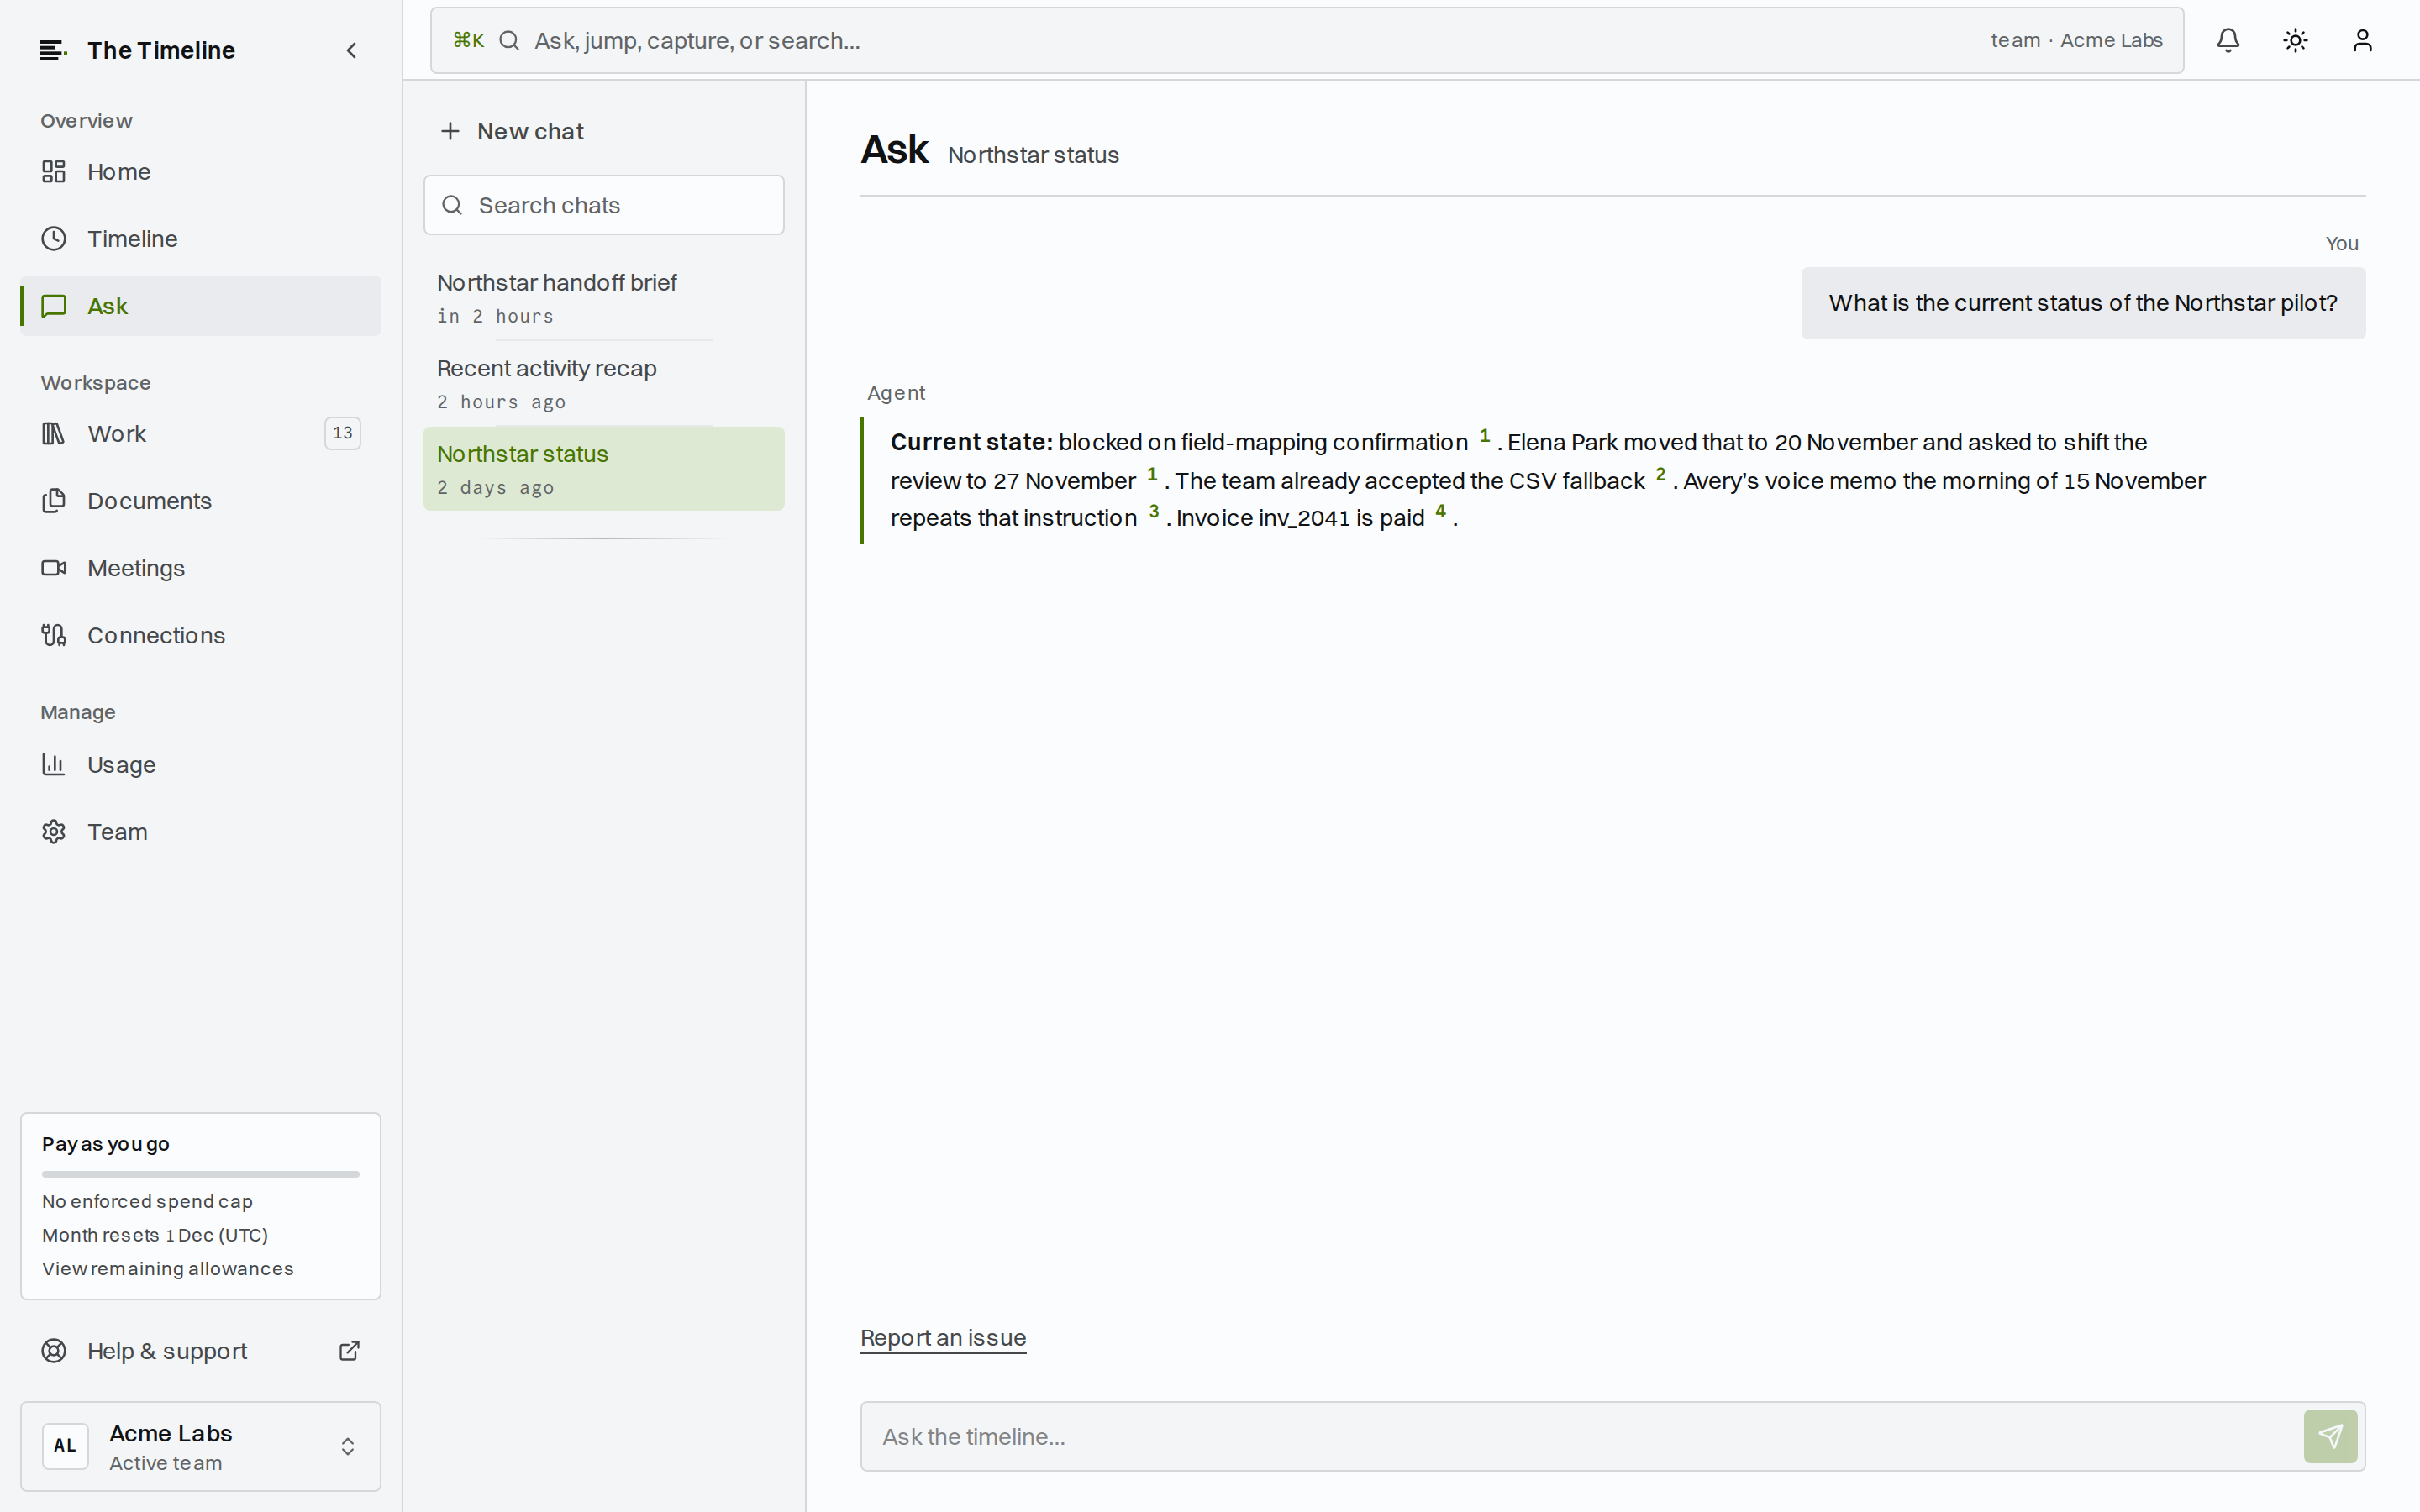 The Timeline
Overview
Home
Timeline
Ask
Workspace
Work 13
Documents
Meetings
Connections
Manage
Usage
Team
Pay as you go
No enforced spend cap
Month resets 1 Dec (UTC)
View remaining allowances
Help & support
AL
Acme Labs
Active team
⌘K Ask, jump, capture, or search... team · Acme Labs
New chat
Search chats
Northstar handoff brief
in 2 hours
Recent activity recap
2 hours ago
Northstar status
2 days ago
Ask Northstar status
You
What is the current status of the Northstar pilot?
Agent
Current state: blocked on field-mapping confirmation 1 . Elena Park moved that to 20 November and asked to shift the
review to 27 November 1 . The team already accepted the CSV fallback 2 . Avery’s voice memo the morning of 15 November
repeats that instruction 3 . Invoice inv_2041 is paid 4 .
Report an issue
Ask the timeline...